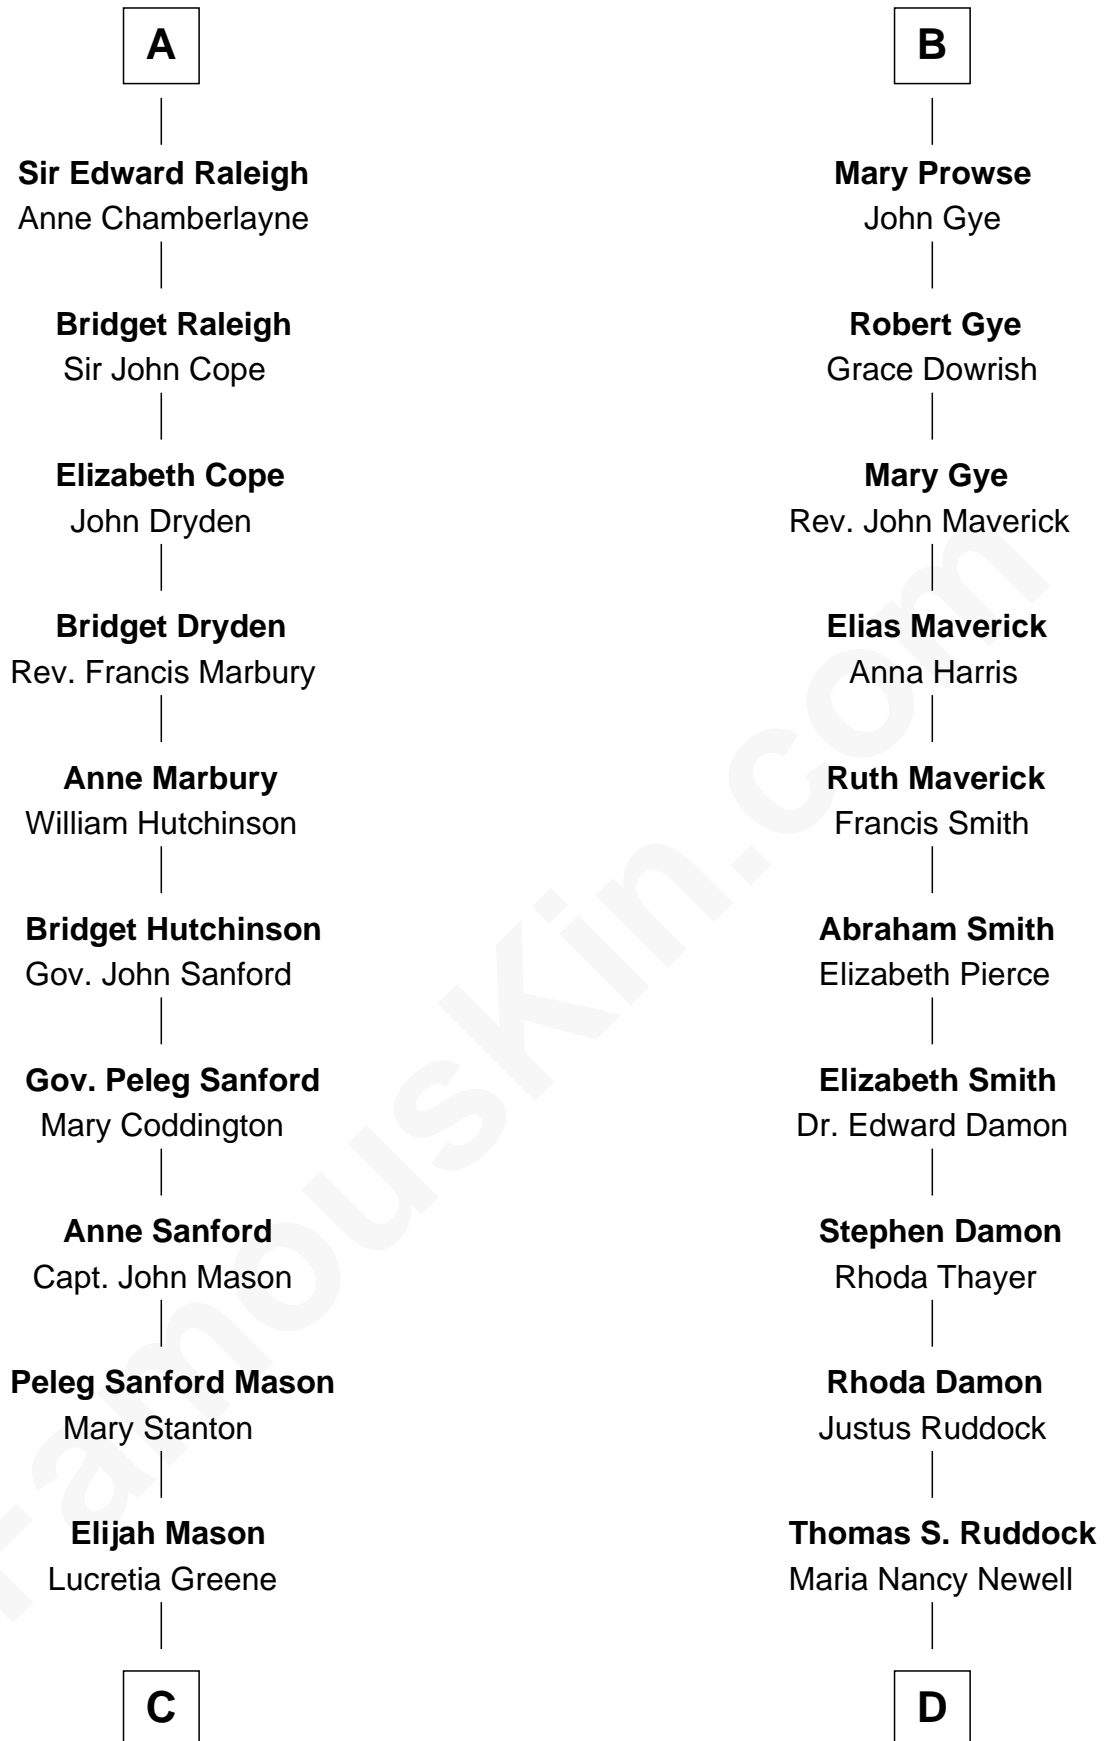 A
Sir Edward Raleigh
Anne Chamberlayne
Bridget Raleigh
Sir John Cope
Elizabeth Cope
John Dryden
Bridget Dryden
Rev. Francis Marbury
Anne Marbury
William Hutchinson
Bridget Hutchinson
Gov. John Sanford
Gov. Peleg Sanford
Mary Coddington
Anne Sanford
Capt. John Mason
Peleg Sanford Mason
Mary Stanton
Elijah Mason
Lucretia Greene
C
B
Mary Prowse
John Gye
Robert Gye
Grace Dowrish
Mary Gye
Rev. John Maverick
Elias Maverick
Anna Harris
Ruth Maverick
Francis Smith
Abraham Smith
Elizabeth Pierce
Elizabeth Smith
Dr. Edward Damon
Stephen Damon
Rhoda Thayer
Rhoda Damon
Justus Ruddock
Thomas S. Ruddock
Maria Nancy Newell
D
FamousKin.com